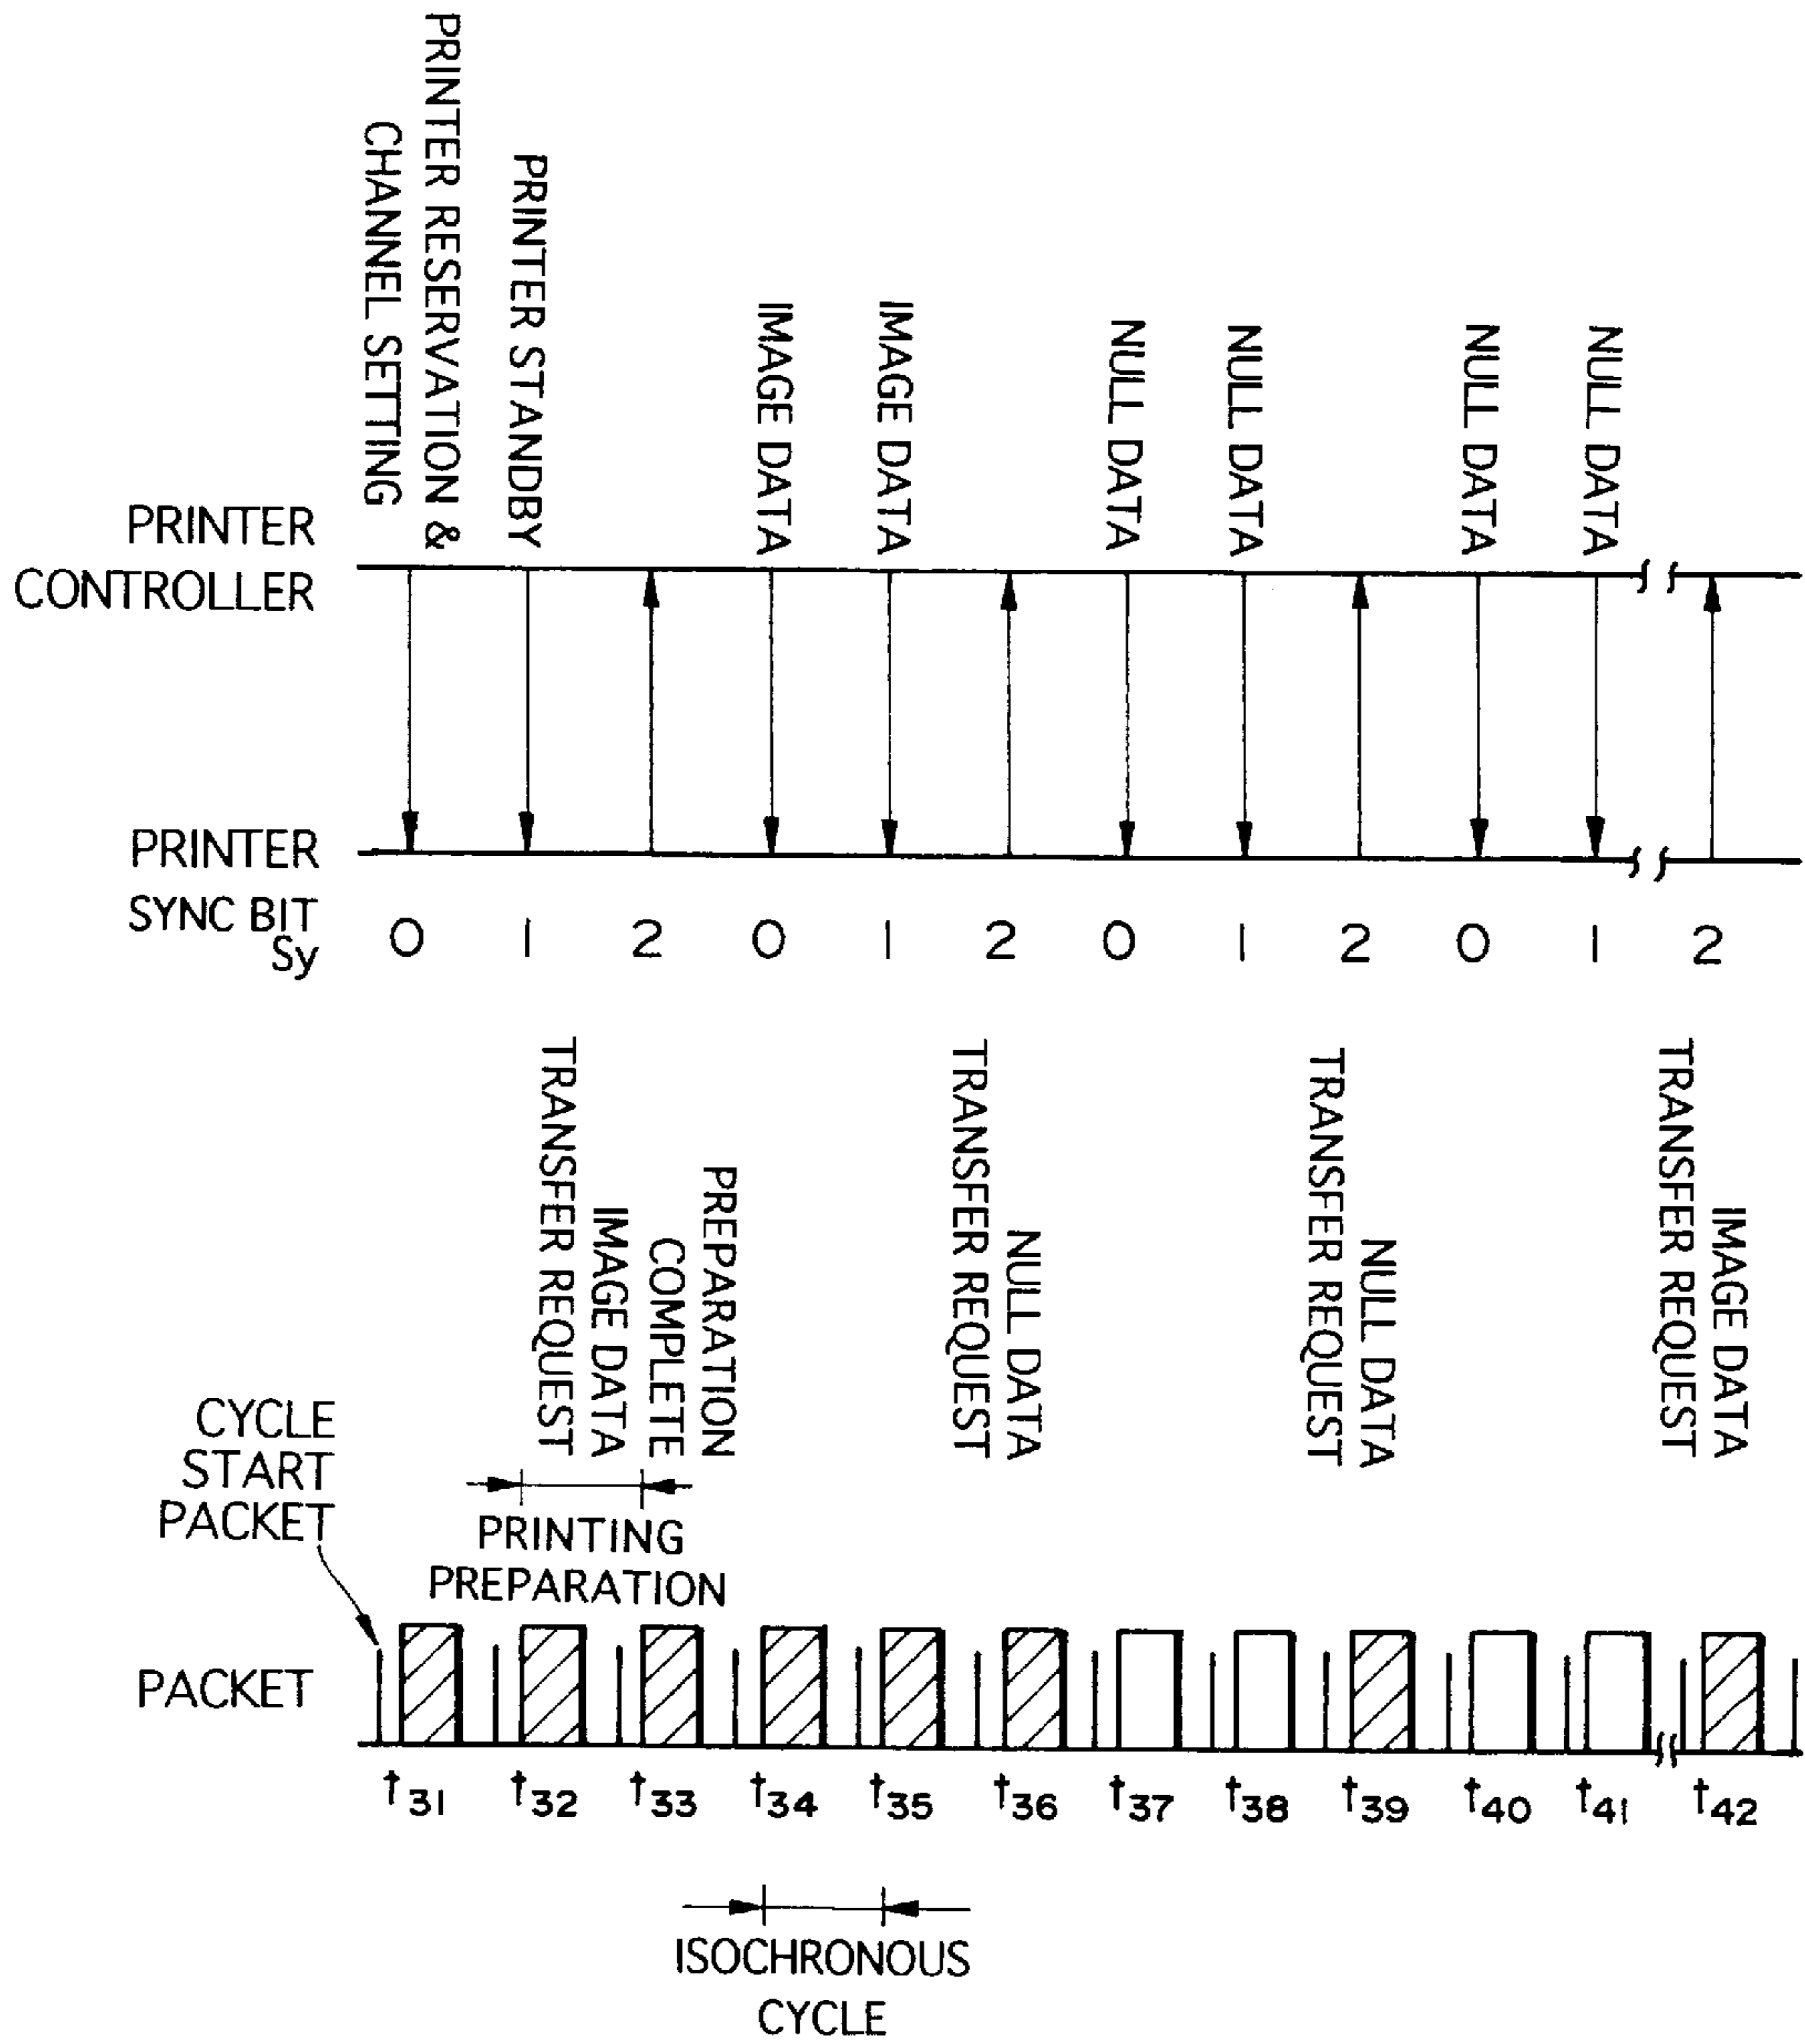 PRINTER RESERVATION &
CHANNEL SETTING
PRINTER STANDBY
IMAGE DATA
IMAGE DATA
NULL DATA
NULL DATA
NULL DATA
NULL DATA
PRINTER
CONTROLLER
PRINTER
SYNC BIT
Sy
0 1 2 0 1 2 0 1 2 0 1 2
PREPARATION
COMPLETE
IMAGE DATA
TRANSFER REQUEST
NULL DATA
TRANSFER REQUEST
NULL DATA
TRANSFER REQUEST
IMAGE DATA
TRANSFER REQUEST
CYCLE
START
PACKET
PRINTING
PREPARATION
PACKET
t31 t32 t33 t34 t35 t36 t37 t38 t39 t40 t41 t42
ISOCHRONOUS
CYCLE